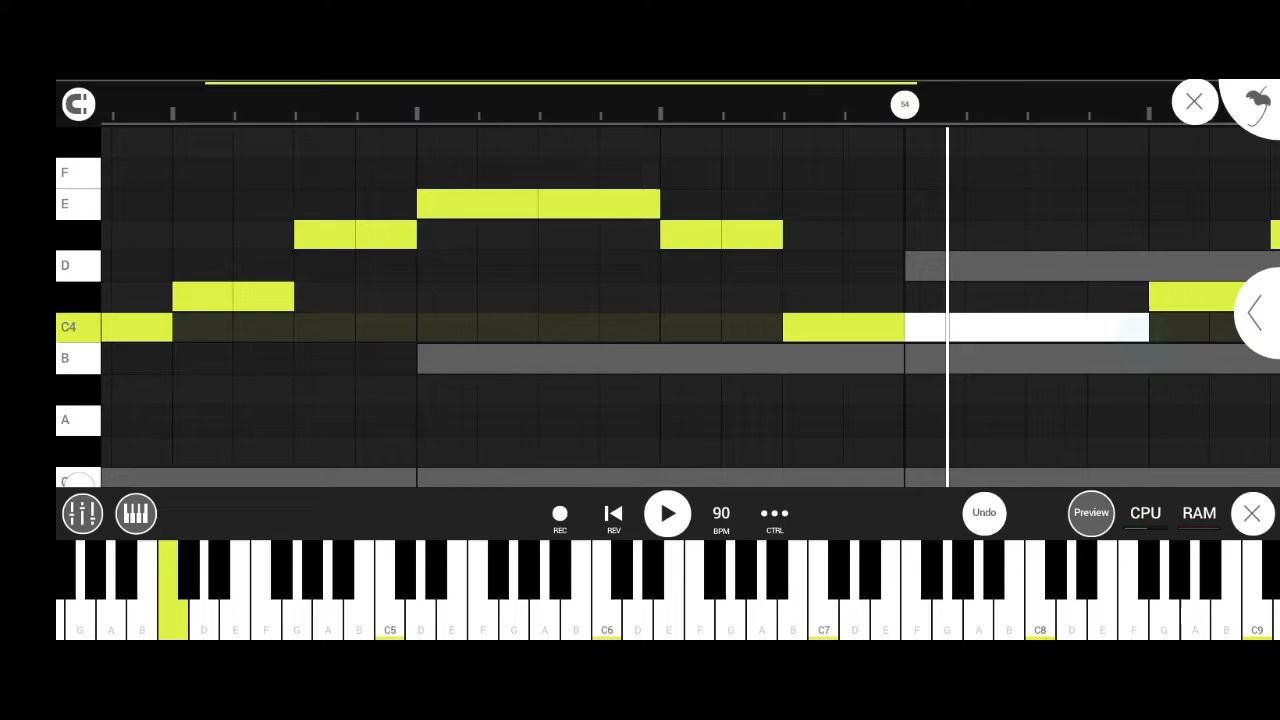 54
F
E
D
C4
B
A
90
Undo
Preview
CPU
RAM
REC
REV
BPM
CTRL
G A B D E F G A B C5 D E F G A B C6 D E F G A B C7 D E F G A B C8 D E F G A B C9